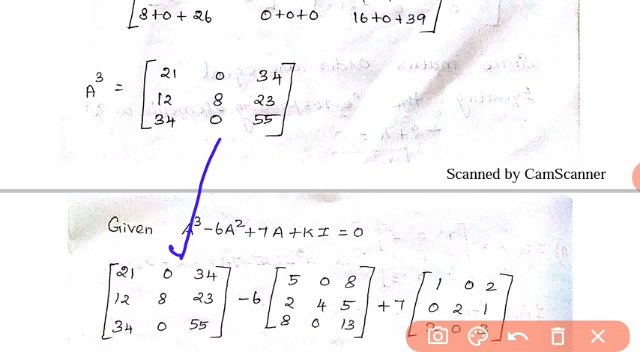 8+0+26 0+0+0 16+0+39
A³ = [21 0 34
12 8 23
34 0 55]
Scanned by CamScanner
Given A³-6A²+7A+KI=0
[21 0 34] [5 0 8] [1 0 2]
[12 8 23] -6 [2 4 5] +7 [0 2 1]
[34 0 55] [8 0 13] 0